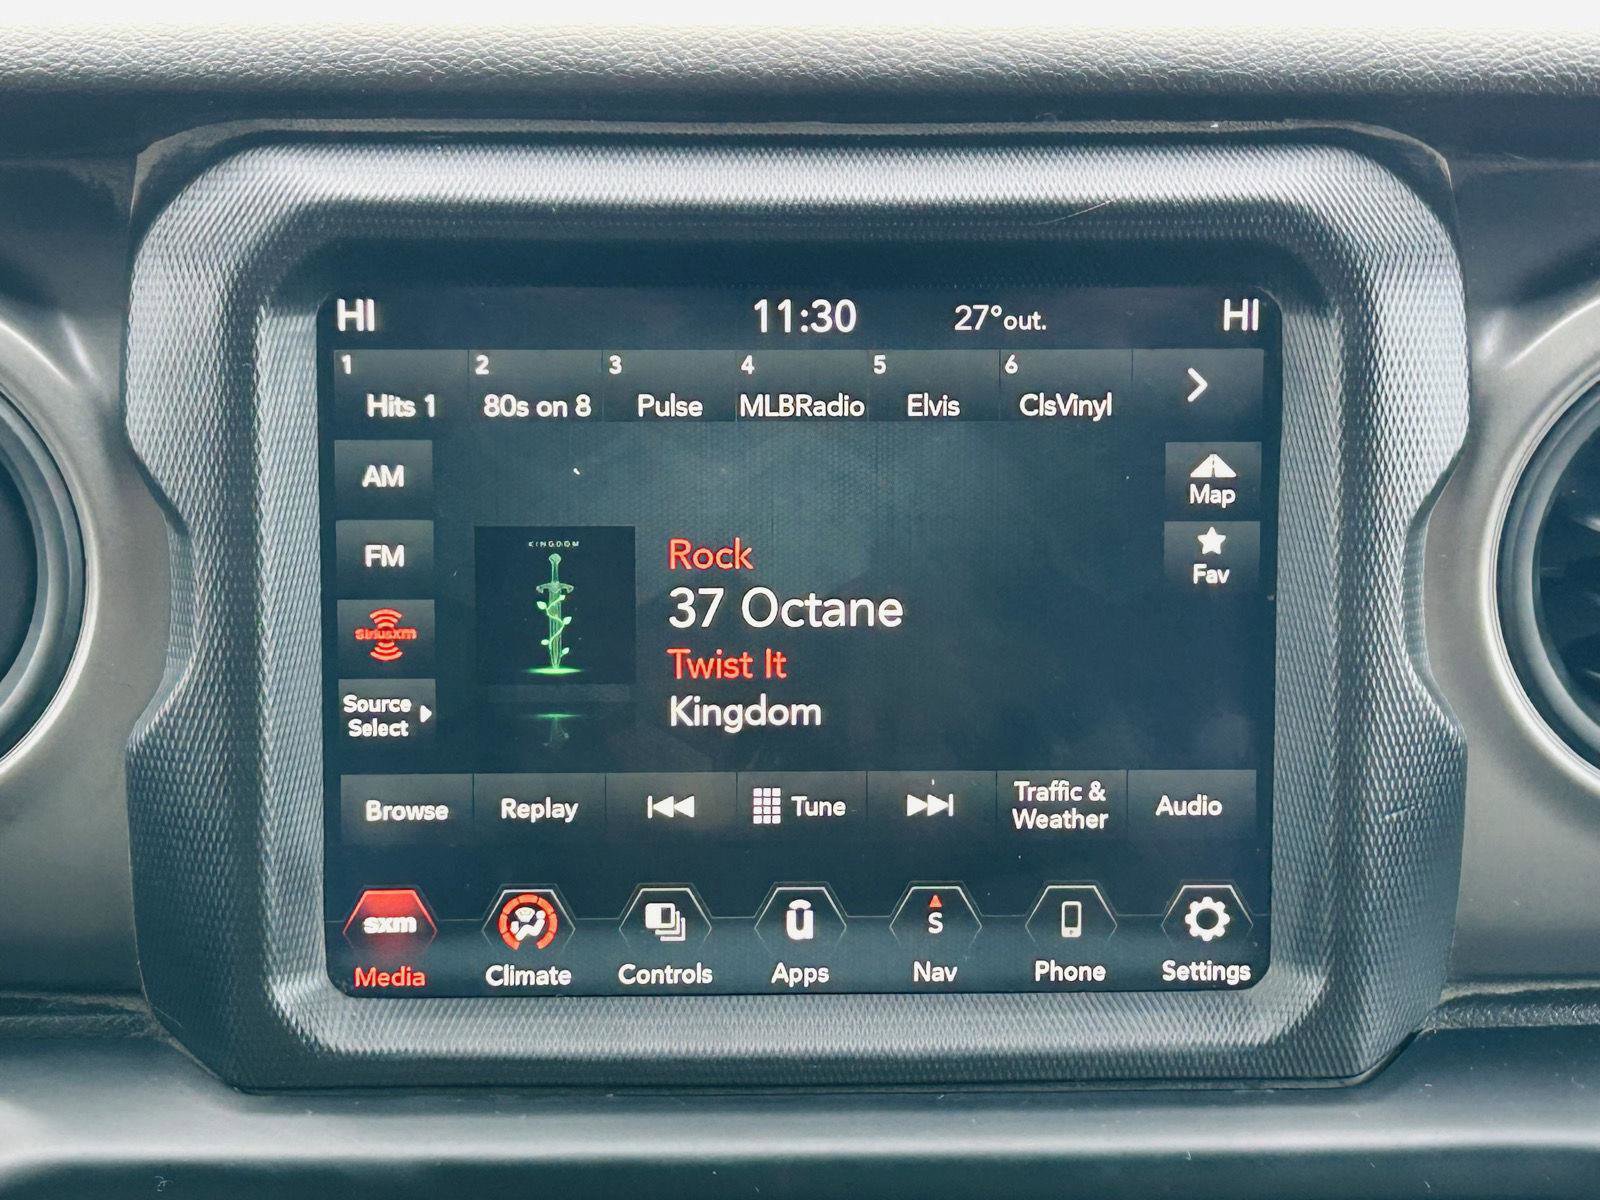 HI 11:30 27°out. HI
1 2 3 4 5 6
Hits 1 80s on 8 Pulse MLBRadio Elvis ClsVinyl
AM
Map
FM
Fav
SiriusXM
Source
Select
KINGDOM
Rock
37 Octane
Twist It
Kingdom
Browse Replay Tune Traffic &
Weather Audio
sxm S
Media Climate Controls Apps Nav Phone Settings